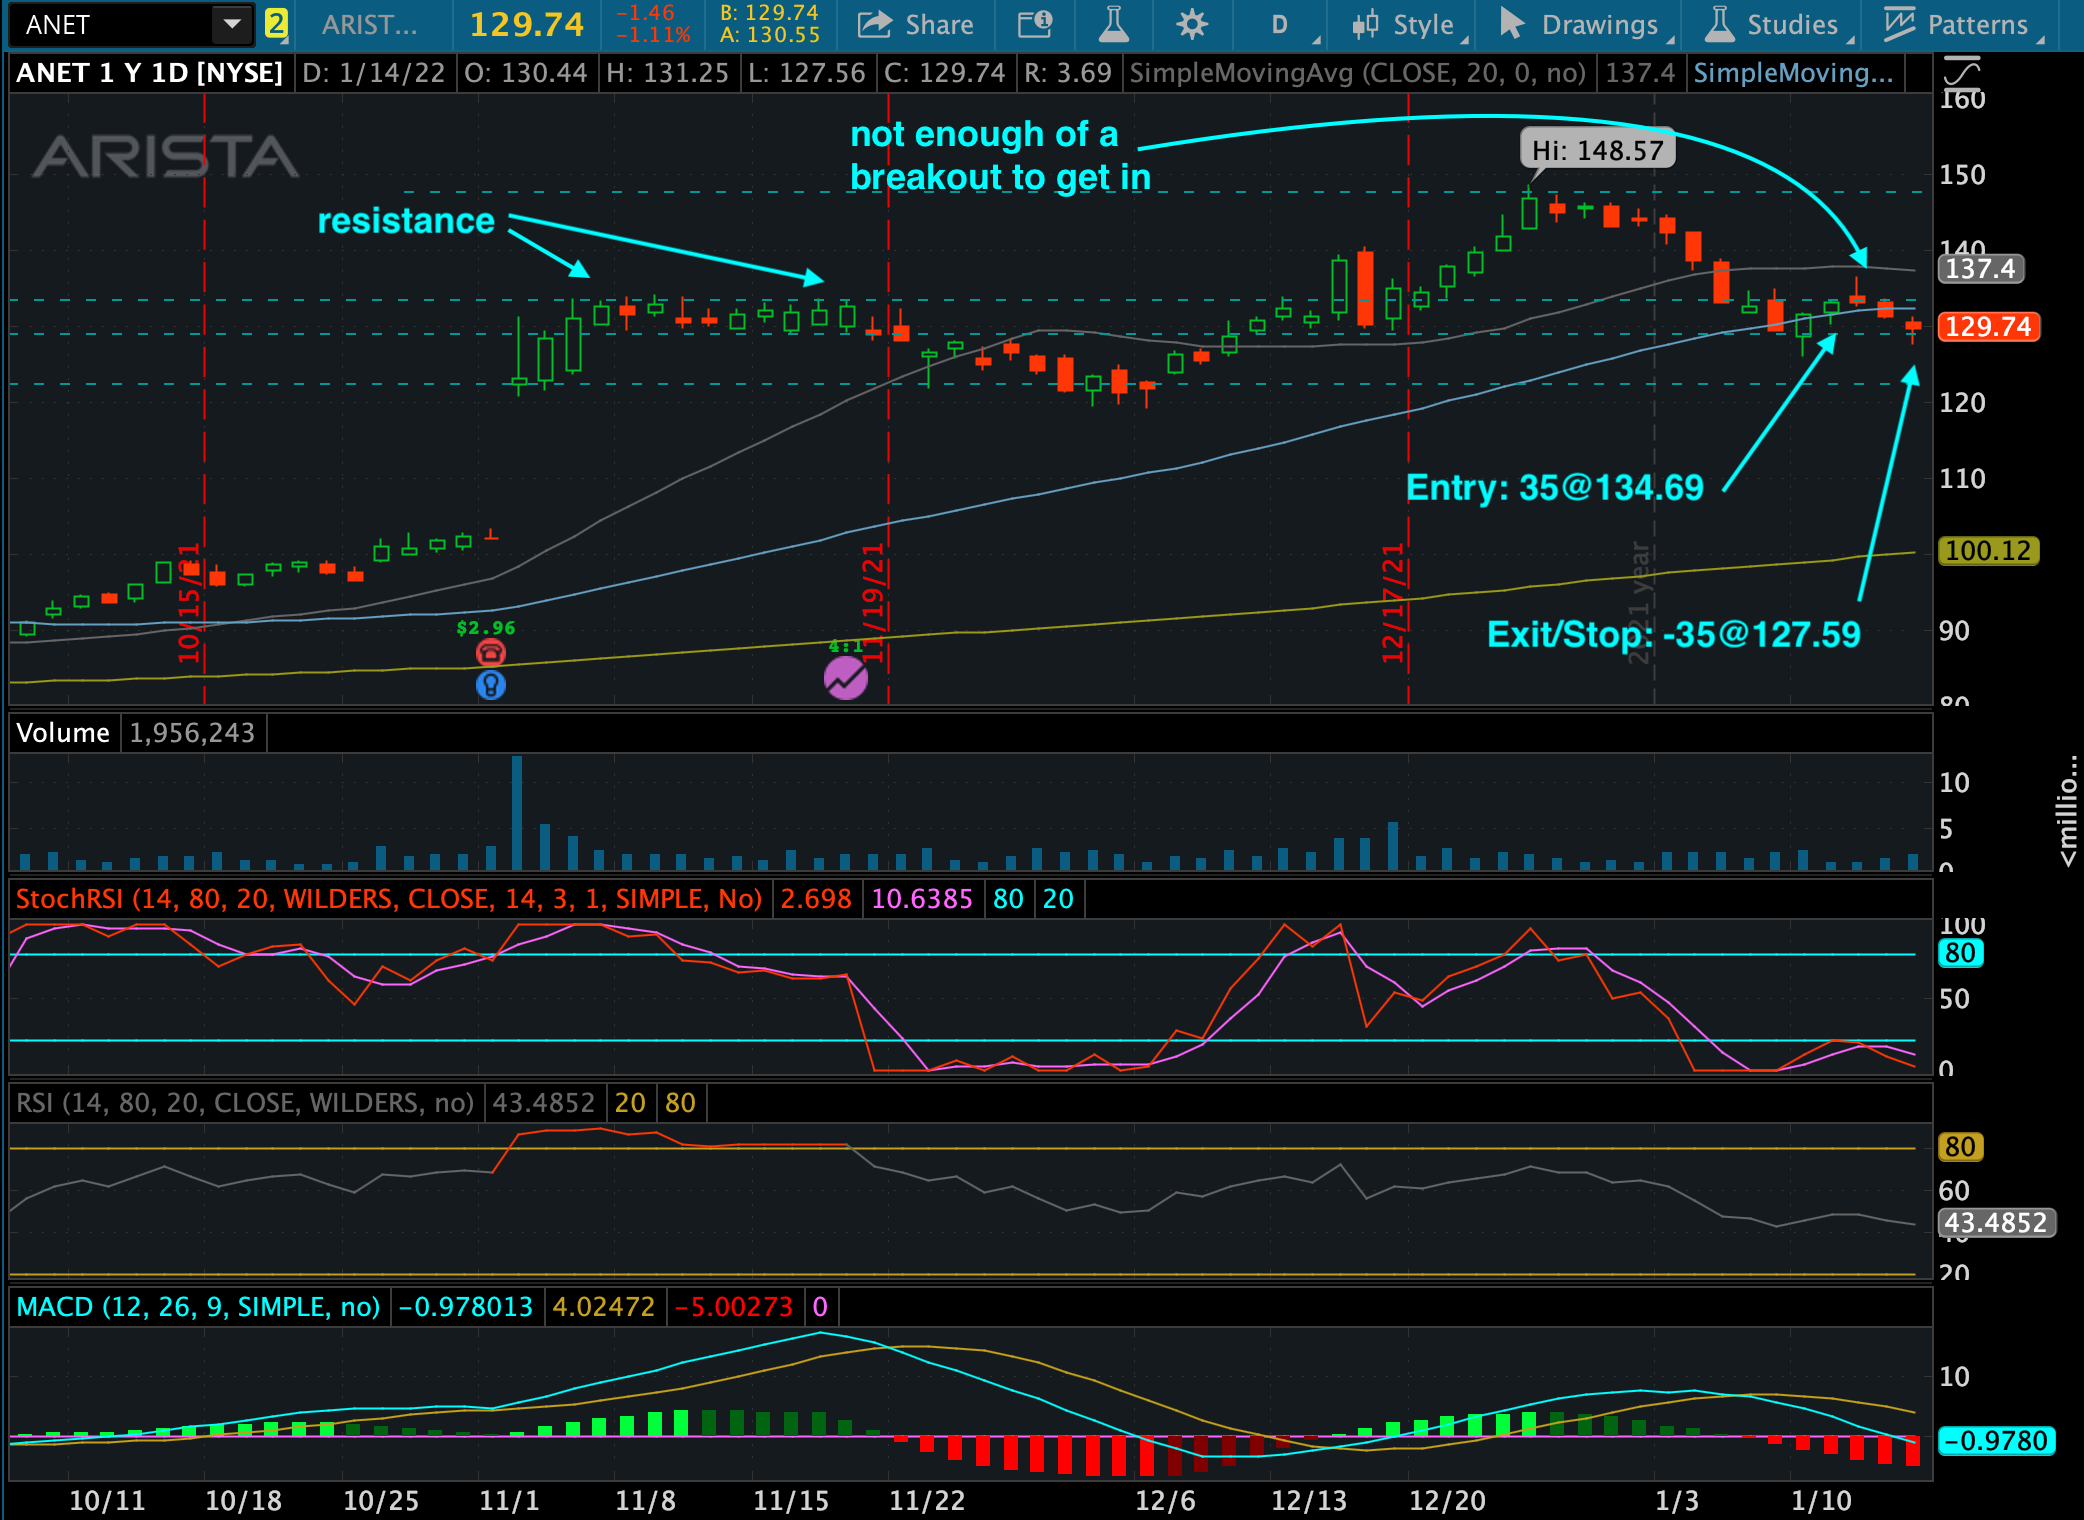 ANET 2 ARIST... 129.74 -1.46 -1.11% B: 129.74 A: 130.55 Share D Style Drawings Studies Patterns
ANET 1 Y 1D [NYSE] D: 1/14/22 O: 130.44 H: 131.25 L: 127.56 C: 129.74 R: 3.69 SimpleMovingAvg (CLOSE, 20, 0, no) 137.4 SimpleMoving...
ARISTA
not enough of a
breakout to get in
resistance
Hi: 148.57
160
150
140
137.4
129.74
120
110
100.12
90
80
Entry: 35@134.69
Exit/Stop: -35@127.59
10/15/21
11/19/21
12/17/21
2021 year
$2.96
4:1
Volume 1,956,243
10
5
0
<millio...
StochRSI (14, 80, 20, WILDERS, CLOSE, 14, 3, 1, SIMPLE, No) 2.698 10.6385 80 20
100
80
50
0
RSI (14, 80, 20, CLOSE, WILDERS, no) 43.4852 20 80
80
60
43.4852
40
20
MACD (12, 26, 9, SIMPLE, no) -0.978013 4.02472 -5.00273 0
10
-0.9780
10/11 10/18 10/25 11/1 11/8 11/15 11/22 12/6 12/13 12/20 1/3 1/10